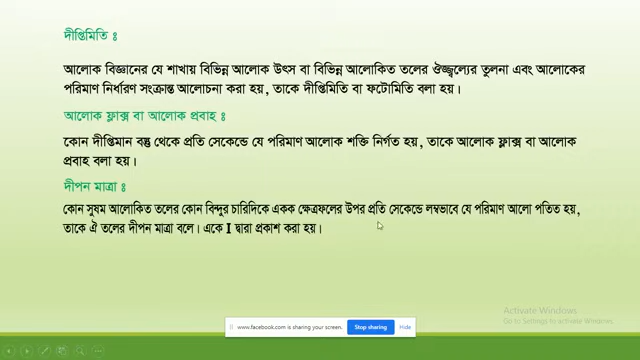 দীপ্তিমিতি ঃ
আলোক বিজ্ঞানের যে শাখায় বিভিন্ন আলোক উৎস বা বিভিন্ন আলোকিত তলের ঔজ্জ্বল্যের তুলনা এবং আলোকের
পরিমাণ নির্ধারণ সংক্রান্ত আলোচনা করা হয়, তাকে দীপ্তিমিতি বা ফটোমিতি বলা হয়।
আলোক ফ্লাক্স বা আলোক প্রবাহ ঃ
কোন দীপ্তিমান বস্তু থেকে প্রতি সেকেন্ডে যে পরিমাণ আলোক শক্তি নির্গত হয়, তাকে আলোক ফ্লাক্স বা আলোক
প্রবাহ বলা হয়।
দীপন মাত্রা ঃ
কোন সুষম আলোকিত তলের কোন বিন্দুর চারিদিকে একক ক্ষেত্রফলের উপর প্রতি সেকেন্ডে লম্বভাবে যে পরিমাণ আলো পতিত হয়,
তাকে ঐ তলের দীপন মাত্রা বলে। একে I দ্বারা প্রকাশ করা হয়।
Activate Windows
Go to Settings to activate Windows.
www.facebook.com is sharing your screen. Stop sharing Hide